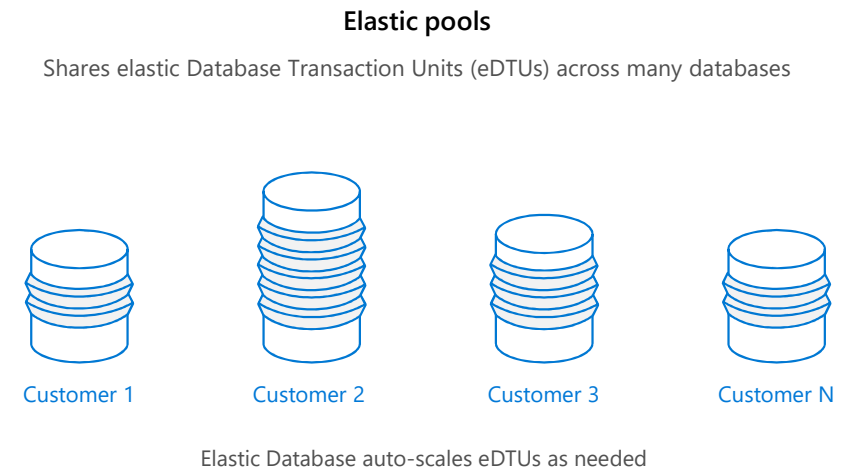 Elastic pools
Shares elastic Database Transaction Units (eDTUs) across many databases
Customer 1
Customer 2
Customer 3
Customer N
Elastic Database auto-scales eDTUs as needed